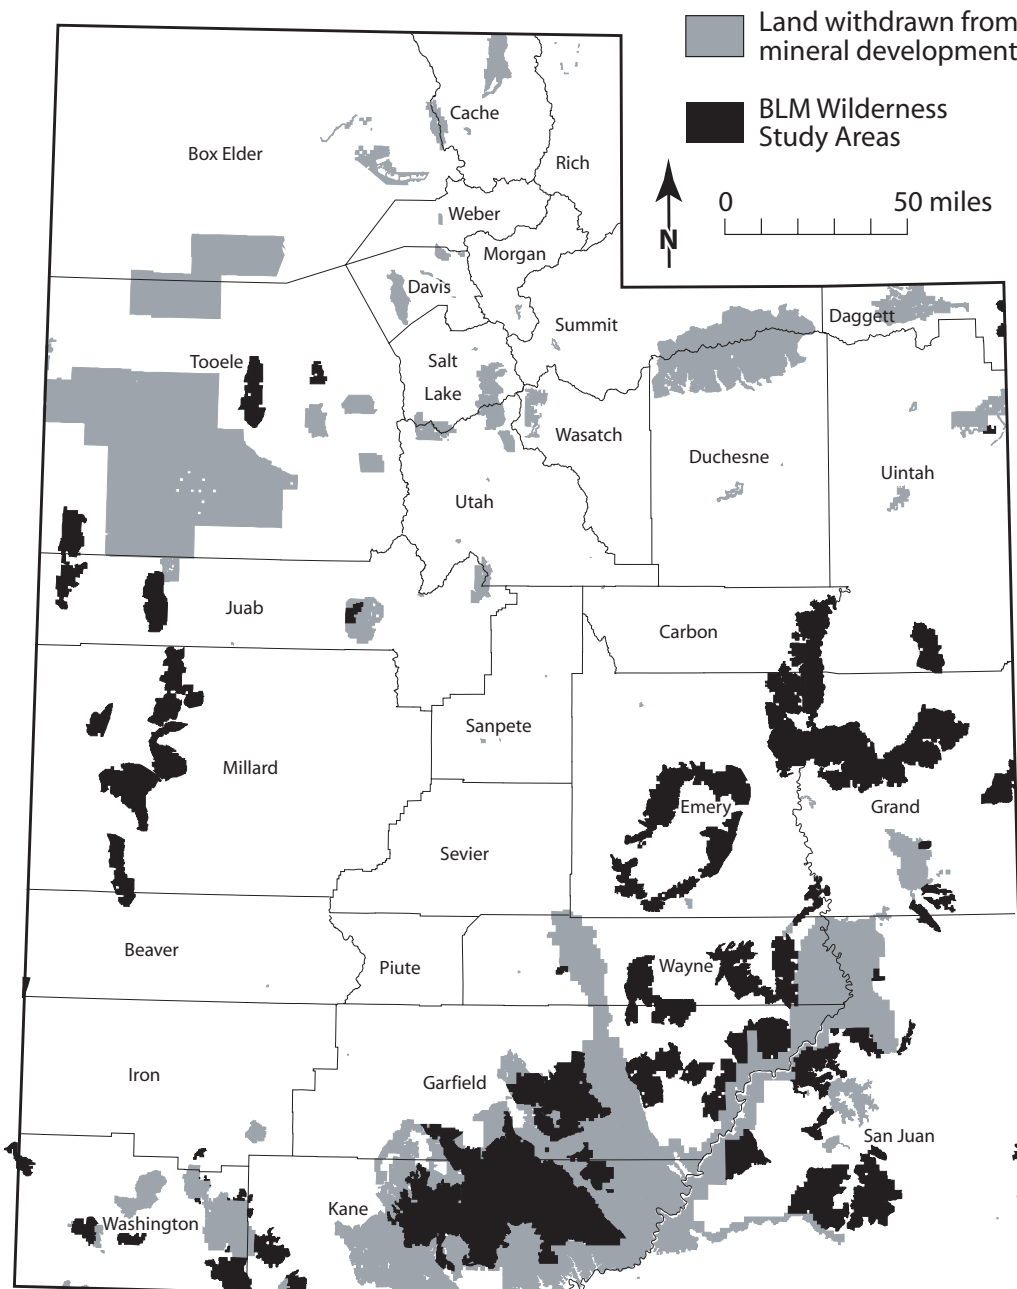 Land withdrawn from
mineral development
BLM Wilderness
Study Areas
0 50 miles
N
Cache
Box Elder
Rich
Weber
Morgan
Davis
Summit
Daggett
Tooele
Salt
Lake
Wasatch
Duchesne
Uintah
Utah
Juab
Carbon
Sanpete
Millard
Emery
Grand
Sevier
Beaver
Piute
Wayne
Iron
Garfield
San Juan
Kane
Washington